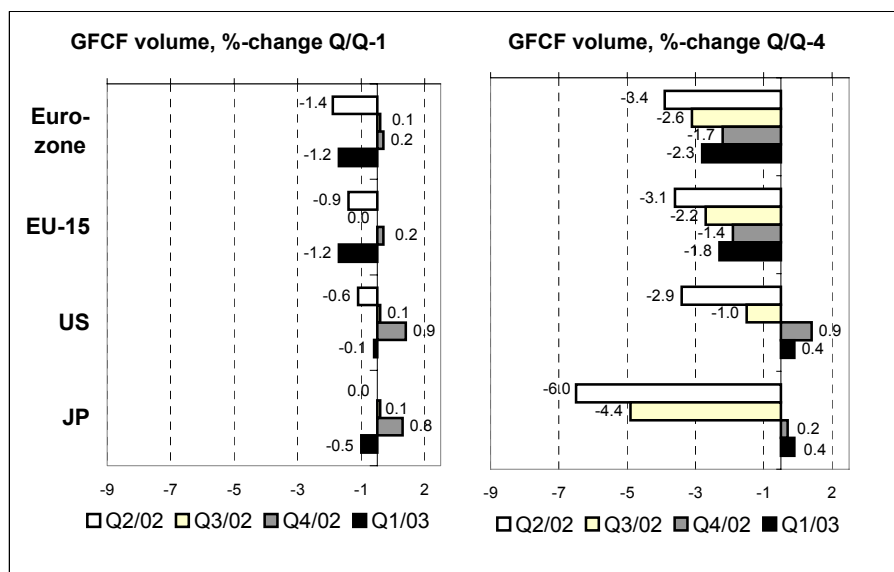 GFCF volume, %-change Q/Q-1
Euro-
zone
-1.4
0.1
0.2
-1.2
EU-15
-0.9
0.0
0.2
-1.2
US
-0.6
0.1
0.9
-0.1
JP
0.0
0.1
0.8
-0.5
-9 -7 -5 -3 -1 2
Q2/02 Q3/02 Q4/02 Q1/03
GFCF volume, %-change Q/Q-4
-3.4
-2.6
-1.7
-2.3
-3.1
-2.2
-1.4
-1.8
-2.9
-1.0
0.9
0.4
-6.0
-4.4
0.2
0.4
-9 -7 -5 -3 -1 2
Q2/02 Q3/02 Q4/02 Q1/03